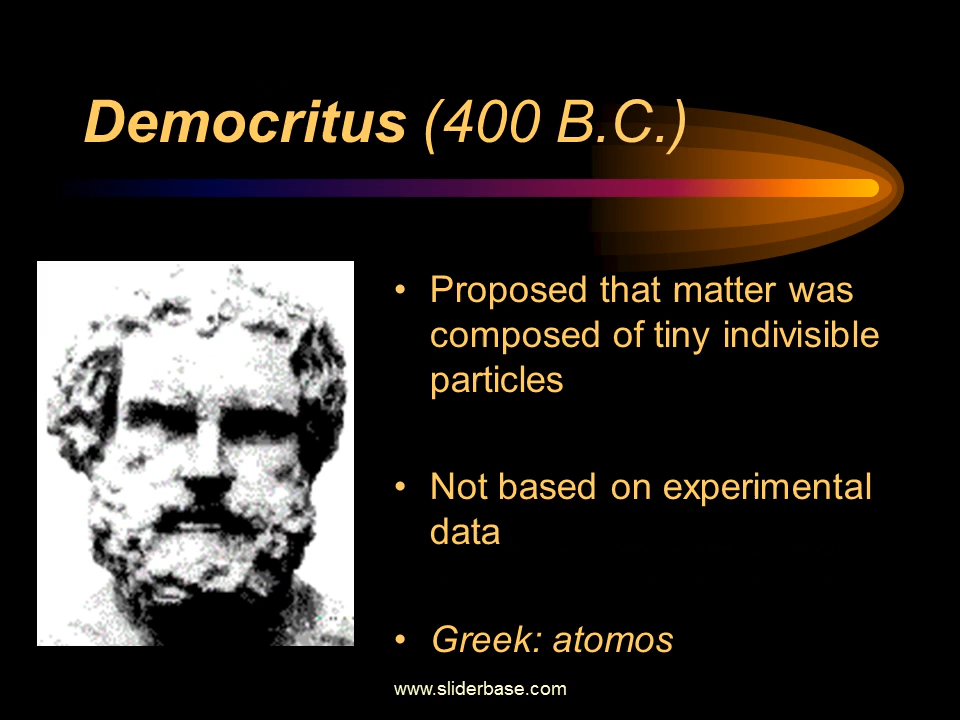 Democritus (400 B.C.)
• Proposed that matter was
composed of tiny indivisible
particles
• Not based on experimental
data
• Greek: atomos
www.sliderbase.com